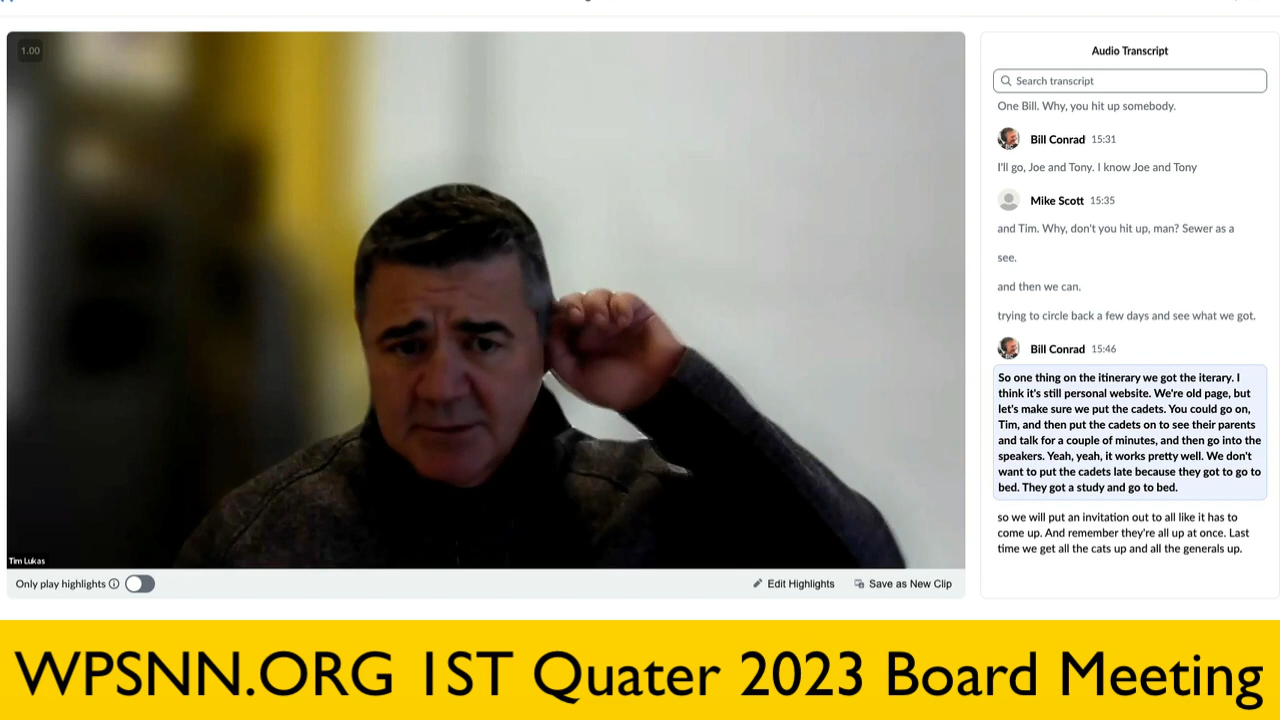 1.00
Tim Lukas
Only play highlights
Edit Highlights
Save as New Clip
Audio Transcript
Search transcript
One Bill. Why, you hit up somebody.
Bill Conrad 15:31
I'll go, Joe and Tony. I know Joe and Tony
Mike Scott 15:35
and Tim. Why, don't you hit up, man? Sewer as a
see.
and then we can.
trying to circle back a few days and see what we got.
Bill Conrad 15:46
So one thing on the itinerary we got the iterary. I
think it's still personal website. We're old page, but
let's make sure we put the cadets. You could go on,
Tim, and then put the cadets on to see their parents
and talk for a couple of minutes, and then go into the
speakers. Yeah, yeah, it works pretty well. We don't
want to put the cadets late because they got to go to
bed. They got a study and go to bed.
so we will put an invitation out to all like it has to
come up. And remember they're all up at once. Last
time we get all the cats up and all the generals up.
WPSNN.ORG 1ST Quater 2023 Board Meeting